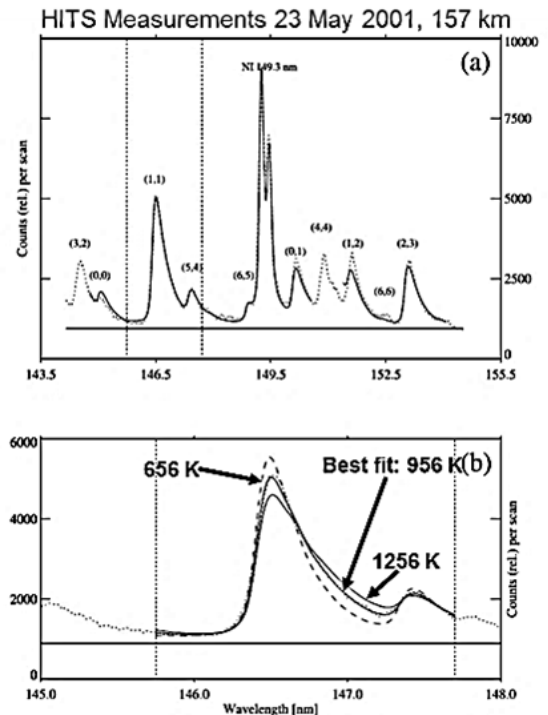 HITS Measurements 23 May 2001, 157 km
(a)
10000
7500
5000
2500
0
Counts (rel.) per scan
NI 149.3 nm
(3,2)
(0,0)
(1,1)
(5,4)
(6,5)
(0,1)
(4,4)
(1,2)
(6,6)
(2,3)
143.5 146.5 149.5 152.5 155.5
(b)
6000
4000
2000
0
656 K
Best fit: 956 K
1256 K
Counts (rel.) per scan
145.0 146.0 147.0 148.0
Wavelength [nm]